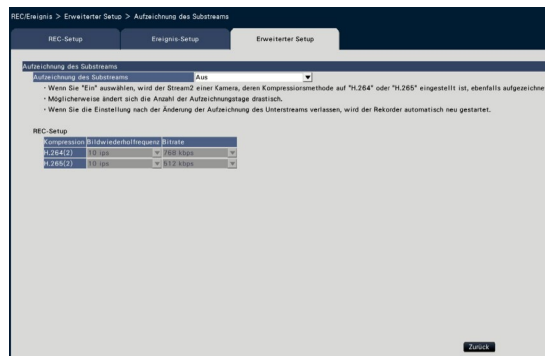 REC/Ereignis > Erweiterter Setup > Aufzeichnung des Substreams
REC-Setup
Ereignis-Setup
Erweiterter Setup
Aufzeichnung des Substreams
Aufzeichnung des Substreams Aus
· Wenn Sie "Ein" auswählen, wird der Stream2 einer Kamera, deren Kompressionsmethode auf "H.264" oder "H.265" eingestellt ist, ebenfalls aufgezeichne
· Möglicherweise ändert sich die Anzahl der Aufzeichnungstage drastisch.
· Wenn Sie die Einstellung nach der Änderung der Aufzeichnung des Unterstreams verlassen, wird der Rekorder automatisch neu gestartet.
REC-Setup
Kompression Bildwiederholfrequenz Bitrate
H.264(2) 10 ips 768 kbps
H.265(2) 10 ips 512 kbps
Zurück